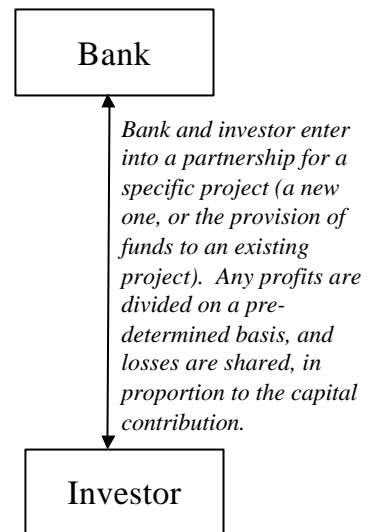 Bank
Bank and investor enter
into a partnership for a
specific project (a new
one, or the provision of
funds to an existing
project).  Any profits are
divided on a pre-
determined basis, and
losses are shared, in
proportion to the capital
contribution.
Investor